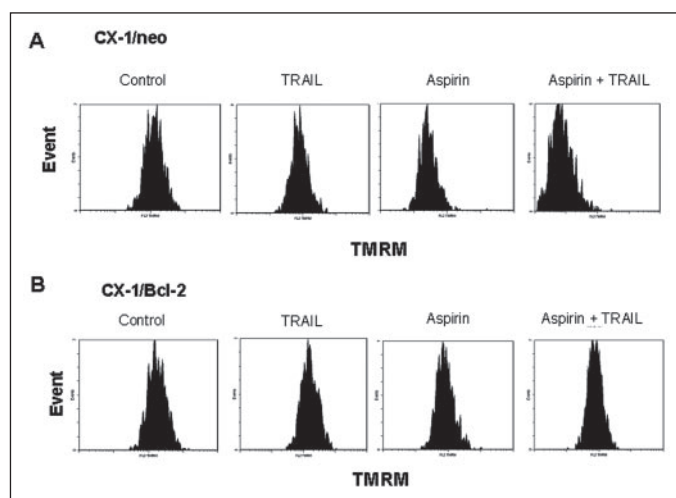 A CX-1/neo
Control TRAIL Aspirin Aspirin + TRAIL
Event
TMRM
B CX-1/Bcl-2
Control TRAIL Aspirin Aspirin + TRAIL
Event
TMRM